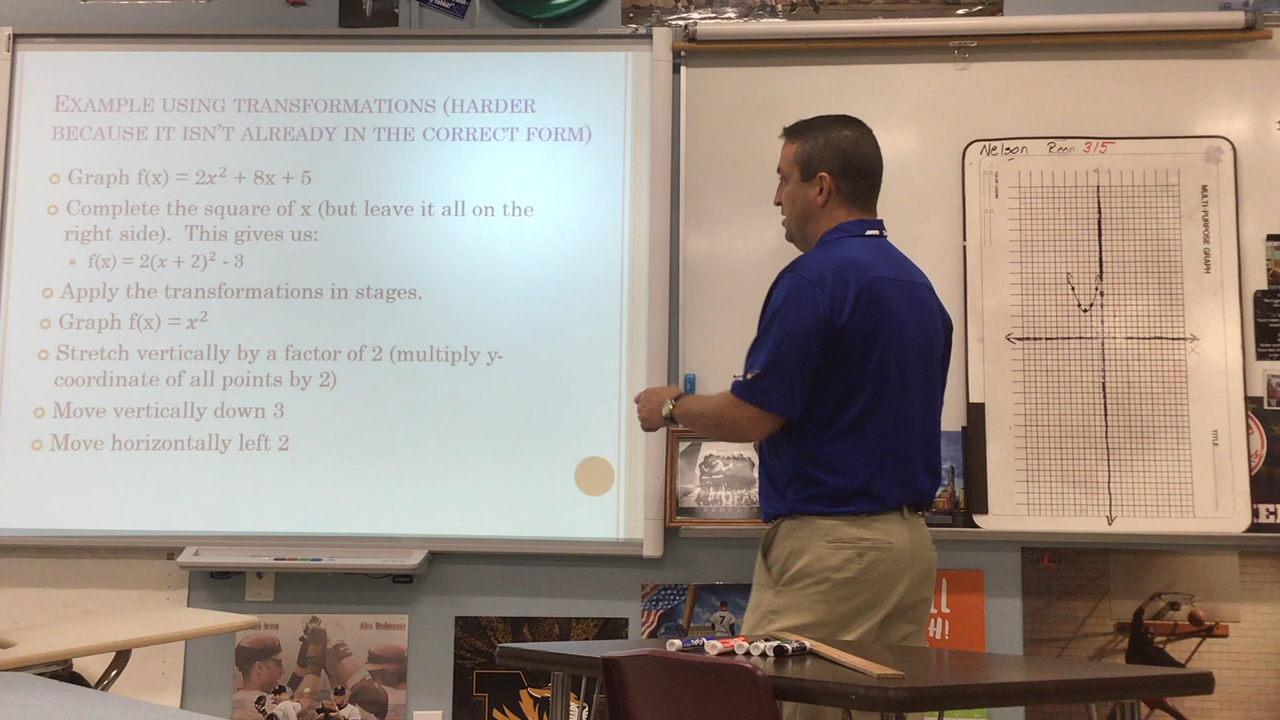 EXAMPLE USING TRANSFORMATIONS (HARDER
BECAUSE IT ISN'T ALREADY IN THE CORRECT FORM)
Graph f(x) = 2x² + 8x + 5
Complete the square of x (but leave it all on the
right side). This gives us:
f(x) = 2(x + 2)² - 3
Apply the transformations in stages.
Graph f(x) = x²
Stretch vertically by a factor of 2 (multiply y-
coordinate of all points by 2)
Move vertically down 3
Move horizontally left 2
Nelson Room 315
MULTI-PURPOSE GRAPH
TITLE
x
Alex Rodriguez
7